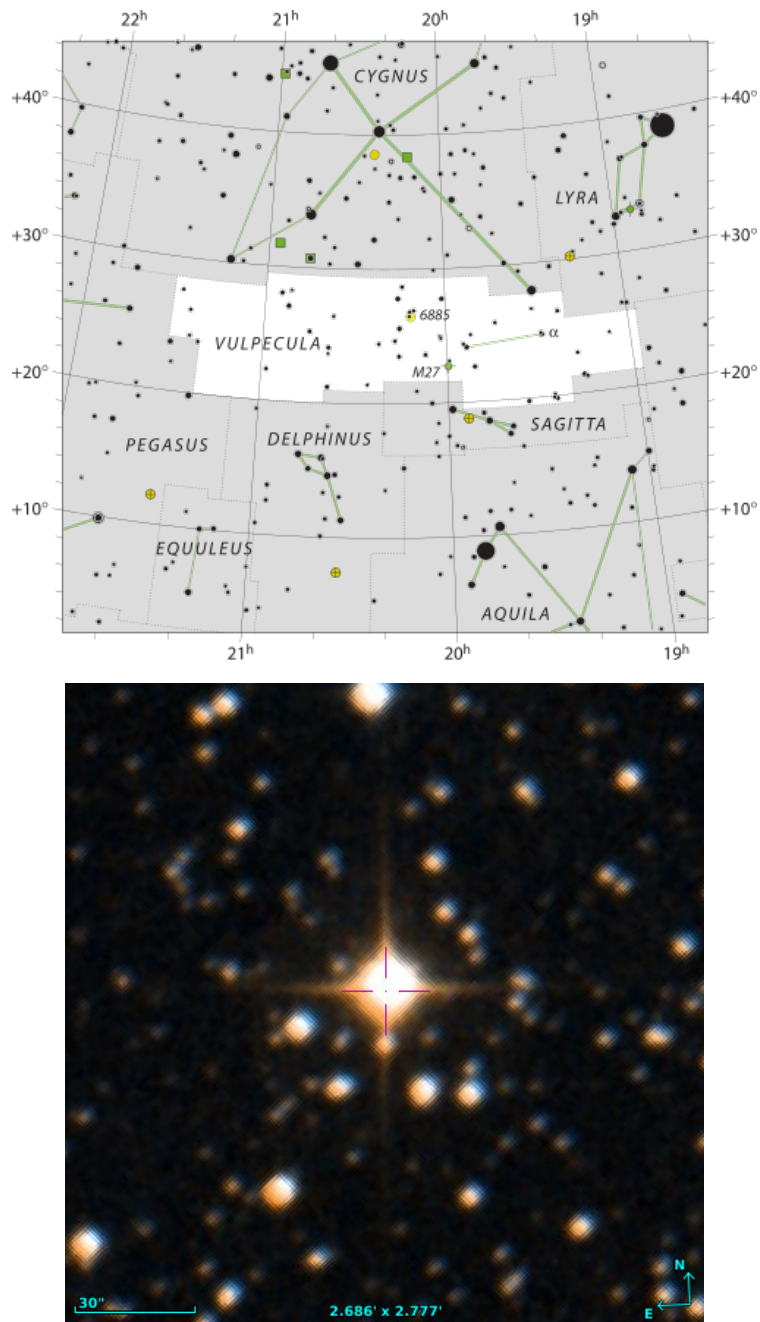 22h 21h 20h 19h
CYGNUS
+40° +40°
LYRA
+30° +30°
6885
α
VULPECULA
M27
+20° +20°
SAGITTA
PEGASUS DELPHINUS
+10° +10°
EQUULEUS
AQUILA
21h 20h 19h
N
30"
2.686' x 2.777'
E